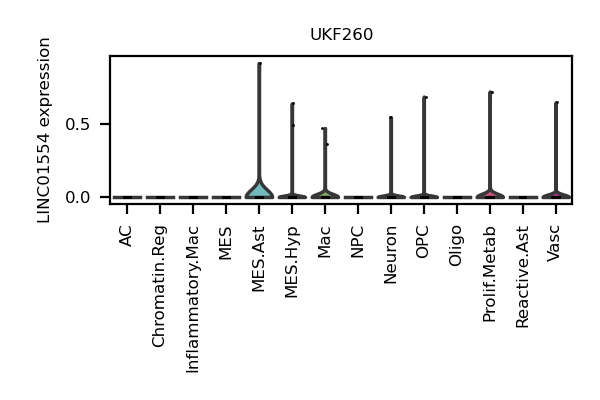 UKF260
LINC01554 expression
0.5
0.0
AC
Chromatin.Reg
Inflammatory.Mac
MES
MES.Ast
MES.Hyp
Mac
NPC
Neuron
OPC
Oligo
Prolif.Metab
Reactive.Ast
Vasc